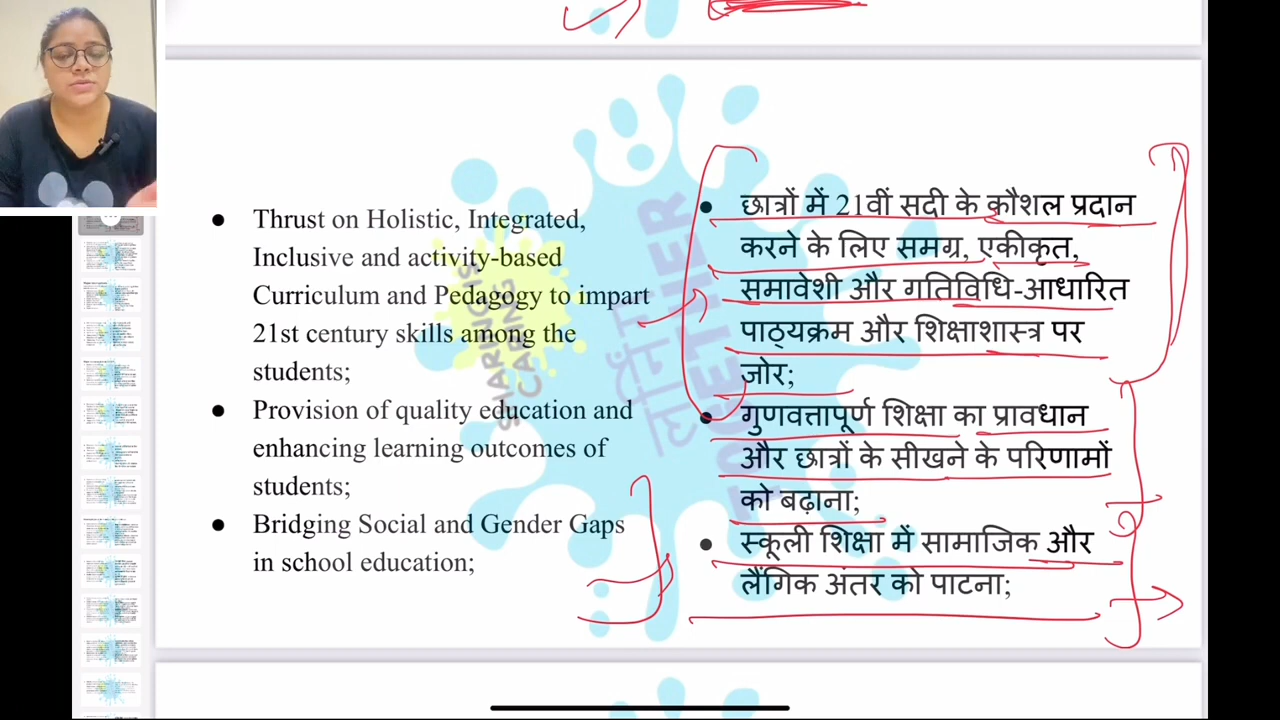 Thrust on Holistic, Integrated,
Inclusive and activity-based
Curriculum and Pedagogy to impart
21st century skills among the
students;
Provision of quality education and
enhancing learning outcomes of
students;
Bridging Social and Gender Gaps
in school education;
छात्रों में 21वीं सदी के कौशल प्रदान
करने के लिए समग्र, एकीकृत,
समावेशी और गतिविधि-आधारित
पाठ्यक्रम और शिक्षाशास्त्र पर
जोर;
गुणवत्तापूर्ण शिक्षा का प्रावधान
और छात्रों के सीखने के परिणामों
को बढ़ाना;
स्कूली शिक्षा में सामाजिक और
लैंगिक अंतर को पाटना;
SHARING IS
CARING